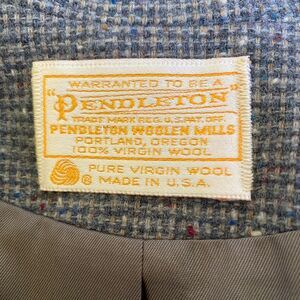 WARRANTED TO BE A
"PENDLETON"
TRADE MARK REG. U.S. PAT. OFF.
PENDLETON WOOLEN MILLS
PORTLAND, OREGON
100% VIRGIN WOOL
PURE VIRGIN WOOL
® MADE IN U.S.A.